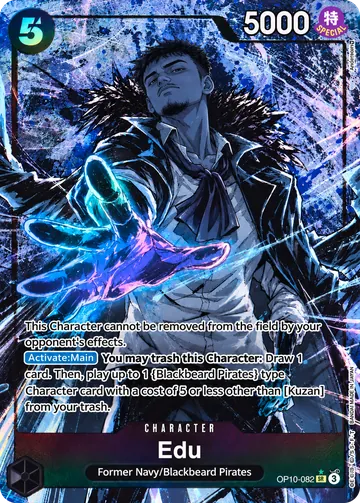 5
5000
特
SPECIAL
This Character cannot be removed from the field by your
opponent's effects.
Activate:Main You may trash this Character: Draw 1
card. Then, play up to 1 {Blackbeard Pirates} type
Character card with a cost of 5 or less other than [Kuzan]
from your trash.
CHARACTER
Edu
Former Navy/Blackbeard Pirates
OP10-082 SR 3